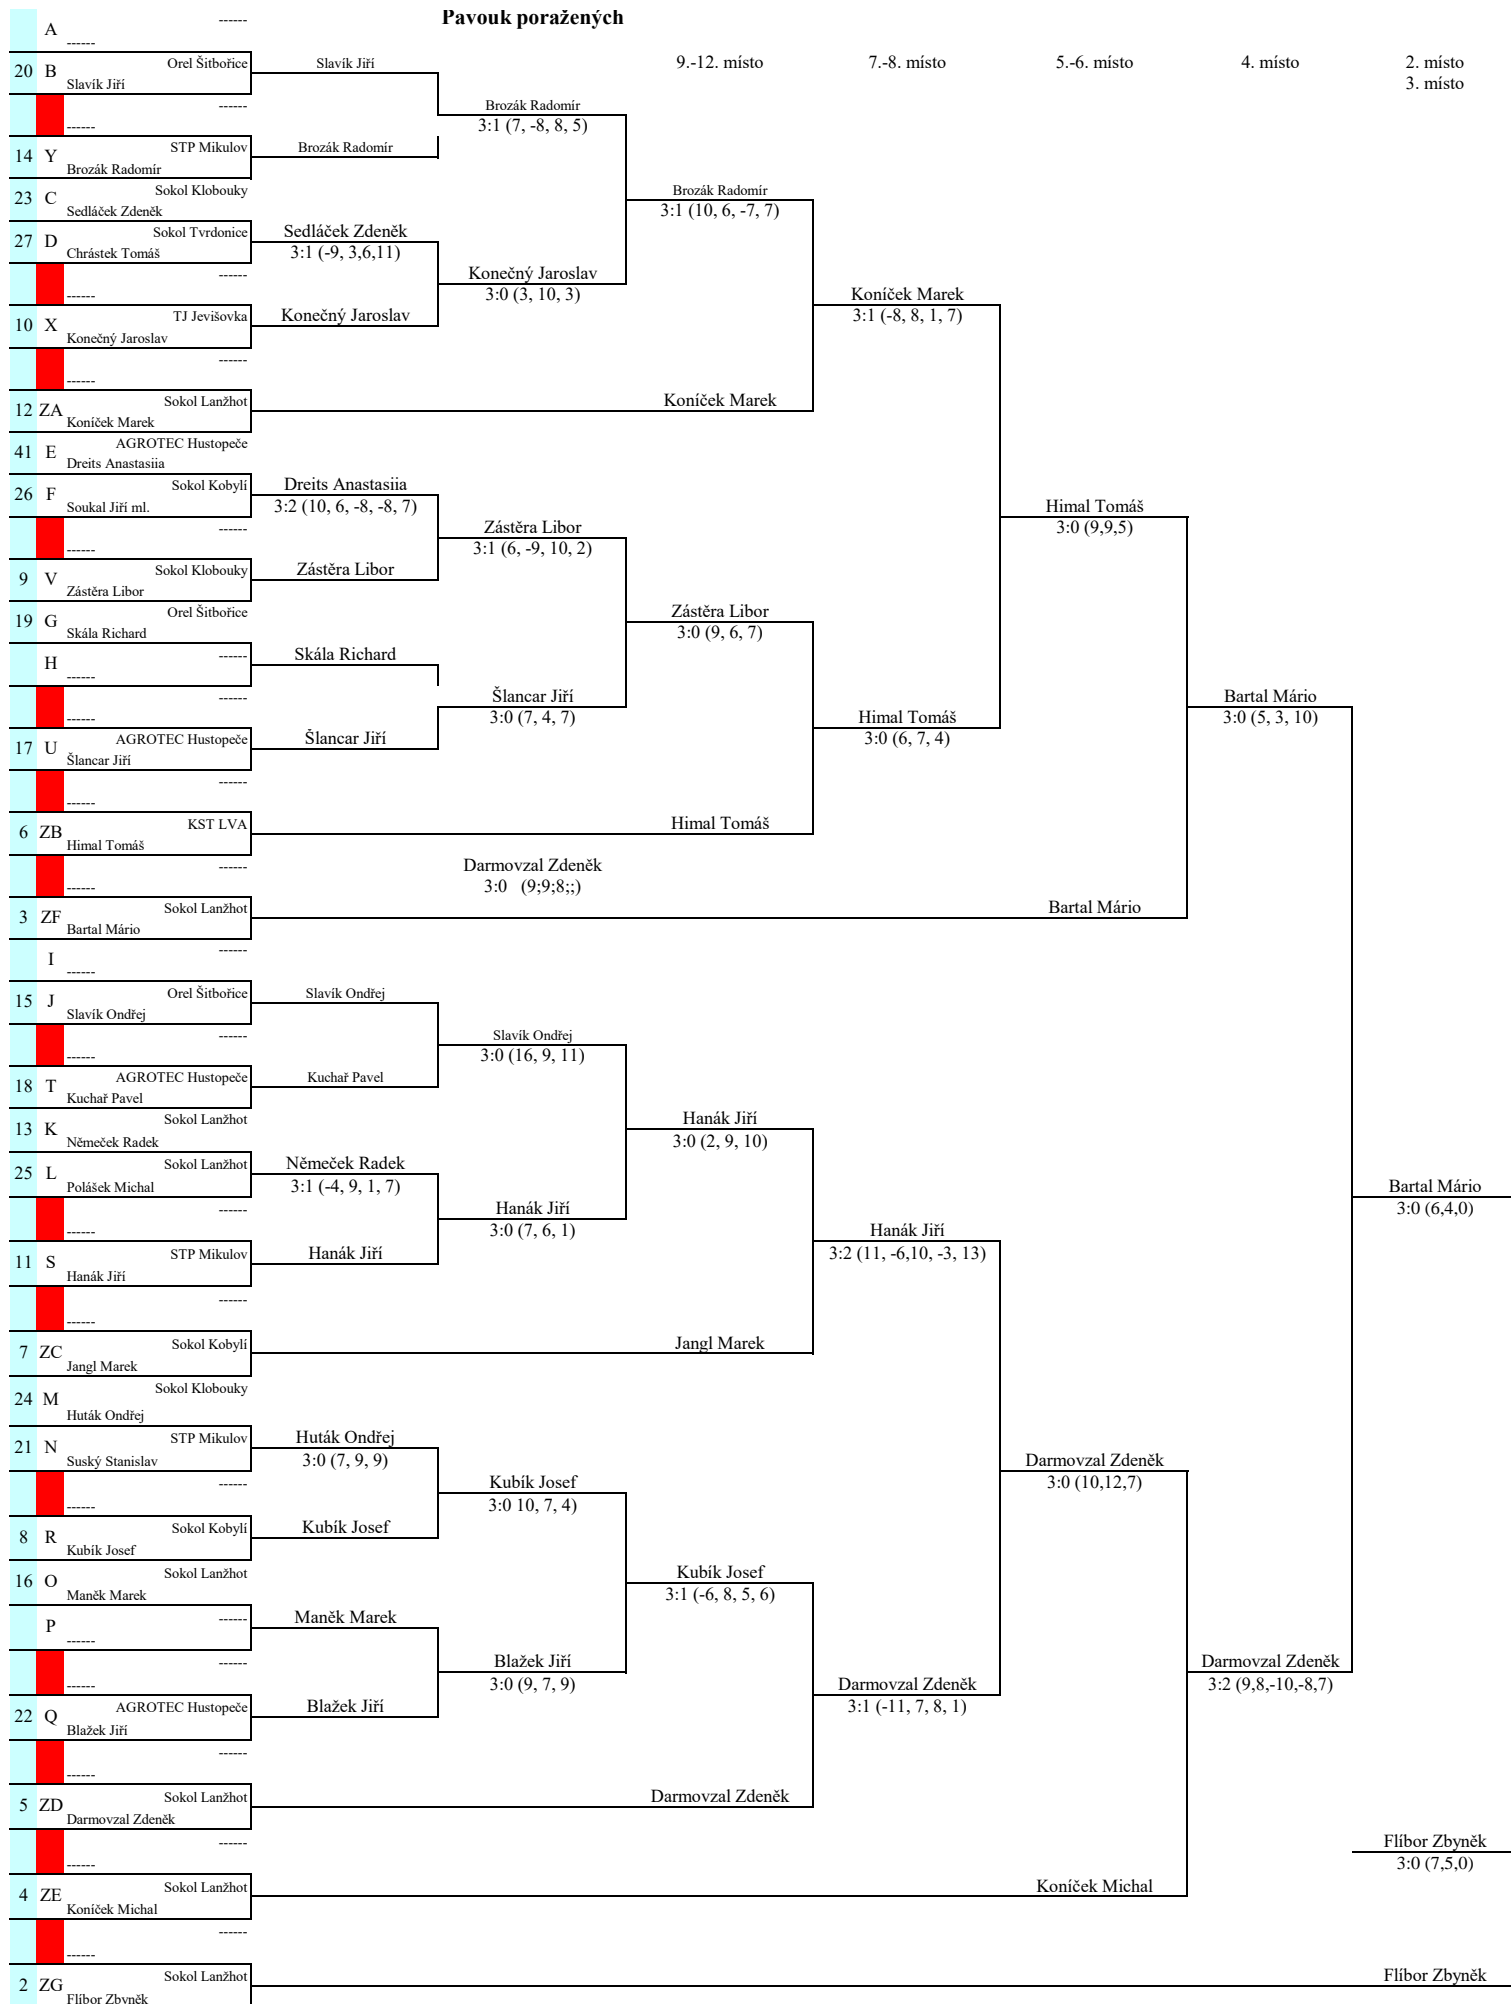 Pavouk poražených
9.-12. místo 7.-8. místo 5.-6. místo 4. místo 2. místo
3. místo
A ------
------
20 B Orel Šitbořice
Slavík Jiří
Slavík Jiří
------
------
Brozák Radomír
3:1 (7, -8, 8, 5)
14 Y STP Mikulov
Brozák Radomír
Brozák Radomír
23 C Sokol Klobouky
Sedláček Zdeněk
Brozák Radomír
3:1 (10, 6, -7, 7)
27 D Sokol Tvrdonice
Chrástek Tomáš
Sedláček Zdeněk
3:1 (-9, 3,6,11)
------
------
Konečný Jaroslav
3:0 (3, 10, 3)
10 X TJ Jevišovka
Konečný Jaroslav
Konečný Jaroslav
Koníček Marek
3:1 (-8, 8, 1, 7)
------
------
12 ZA Sokol Lanžhot
Koníček Marek
Koníček Marek
41 E AGROTEC Hustopeče
Dreits Anastasiia
26 F Sokol Kobylí
Soukal Jiří ml.
Dreits Anastasiia
3:2 (10, 6, -8, -8, 7)
Himal Tomáš
3:0 (9,9,5)
------
------
Zástěra Libor
3:1 (6, -9, 10, 2)
9 V Sokol Klobouky
Zástěra Libor
Zástěra Libor
19 G Orel Šitbořice
Skála Richard
Zástěra Libor
3:0 (9, 6, 7)
H ------
------
Skála Richard
------
------
Šlancar Jiří
3:0 (7, 4, 7)
Bartal Mário
3:0 (5, 3, 10)
17 U AGROTEC Hustopeče
Šlancar Jiří
Šlancar Jiří
Himal Tomáš
3:0 (6, 7, 4)
------
------
6 ZB KST LVA
Himal Tomáš
Himal Tomáš
------
------
Darmovzal Zdeněk
3:0 (9;9;8;;)
3 ZF Sokol Lanžhot
Bartal Mário
Bartal Mário
I ------
------
15 J Orel Šitbořice
Slavík Ondřej
Slavík Ondřej
------
------
Slavík Ondřej
3:0 (16, 9, 11)
18 T AGROTEC Hustopeče
Kuchař Pavel
Kuchař Pavel
13 K Sokol Lanžhot
Němeček Radek
Hanák Jiří
3:0 (2, 9, 10)
25 L Sokol Lanžhot
Polášek Michal
Němeček Radek
3:1 (-4, 9, 1, 7)
Bartal Mário
3:0 (6,4,0)
------
------
Hanák Jiří
3:0 (7, 6, 1)
11 S STP Mikulov
Hanák Jiří
Hanák Jiří
Hanák Jiří
3:2 (11, -6,10, -3, 13)
------
------
7 ZC Sokol Kobylí
Jangl Marek
Jangl Marek
24 M Sokol Klobouky
Huták Ondřej
21 N STP Mikulov
Suský Stanislav
Huták Ondřej
3:0 (7, 9, 9)
Darmovzal Zdeněk
3:0 (10,12,7)
------
------
Kubík Josef
3:0 10, 7, 4)
8 R Sokol Kobylí
Kubík Josef
Kubík Josef
16 O Sokol Lanžhot
Maněk Marek
Kubík Josef
3:1 (-6, 8, 5, 6)
P ------
------
Maněk Marek
------
------
Blažek Jiří
3:0 (9, 7, 9)
Darmovzal Zdeněk
3:2 (9,8,-10,-8,7)
22 Q AGROTEC Hustopeče
Blažek Jiří
Blažek Jiří
Darmovzal Zdeněk
3:1 (-11, 7, 8, 1)
------
------
5 ZD Sokol Lanžhot
Darmovzal Zdeněk
Darmovzal Zdeněk
------
------
Flíbor Zbyněk
3:0 (7,5,0)
4 ZE Sokol Lanžhot
Koníček Michal
Koníček Michal
------
------
2 ZG Sokol Lanžhot
Flíbor Zbyněk
Flíbor Zbyněk